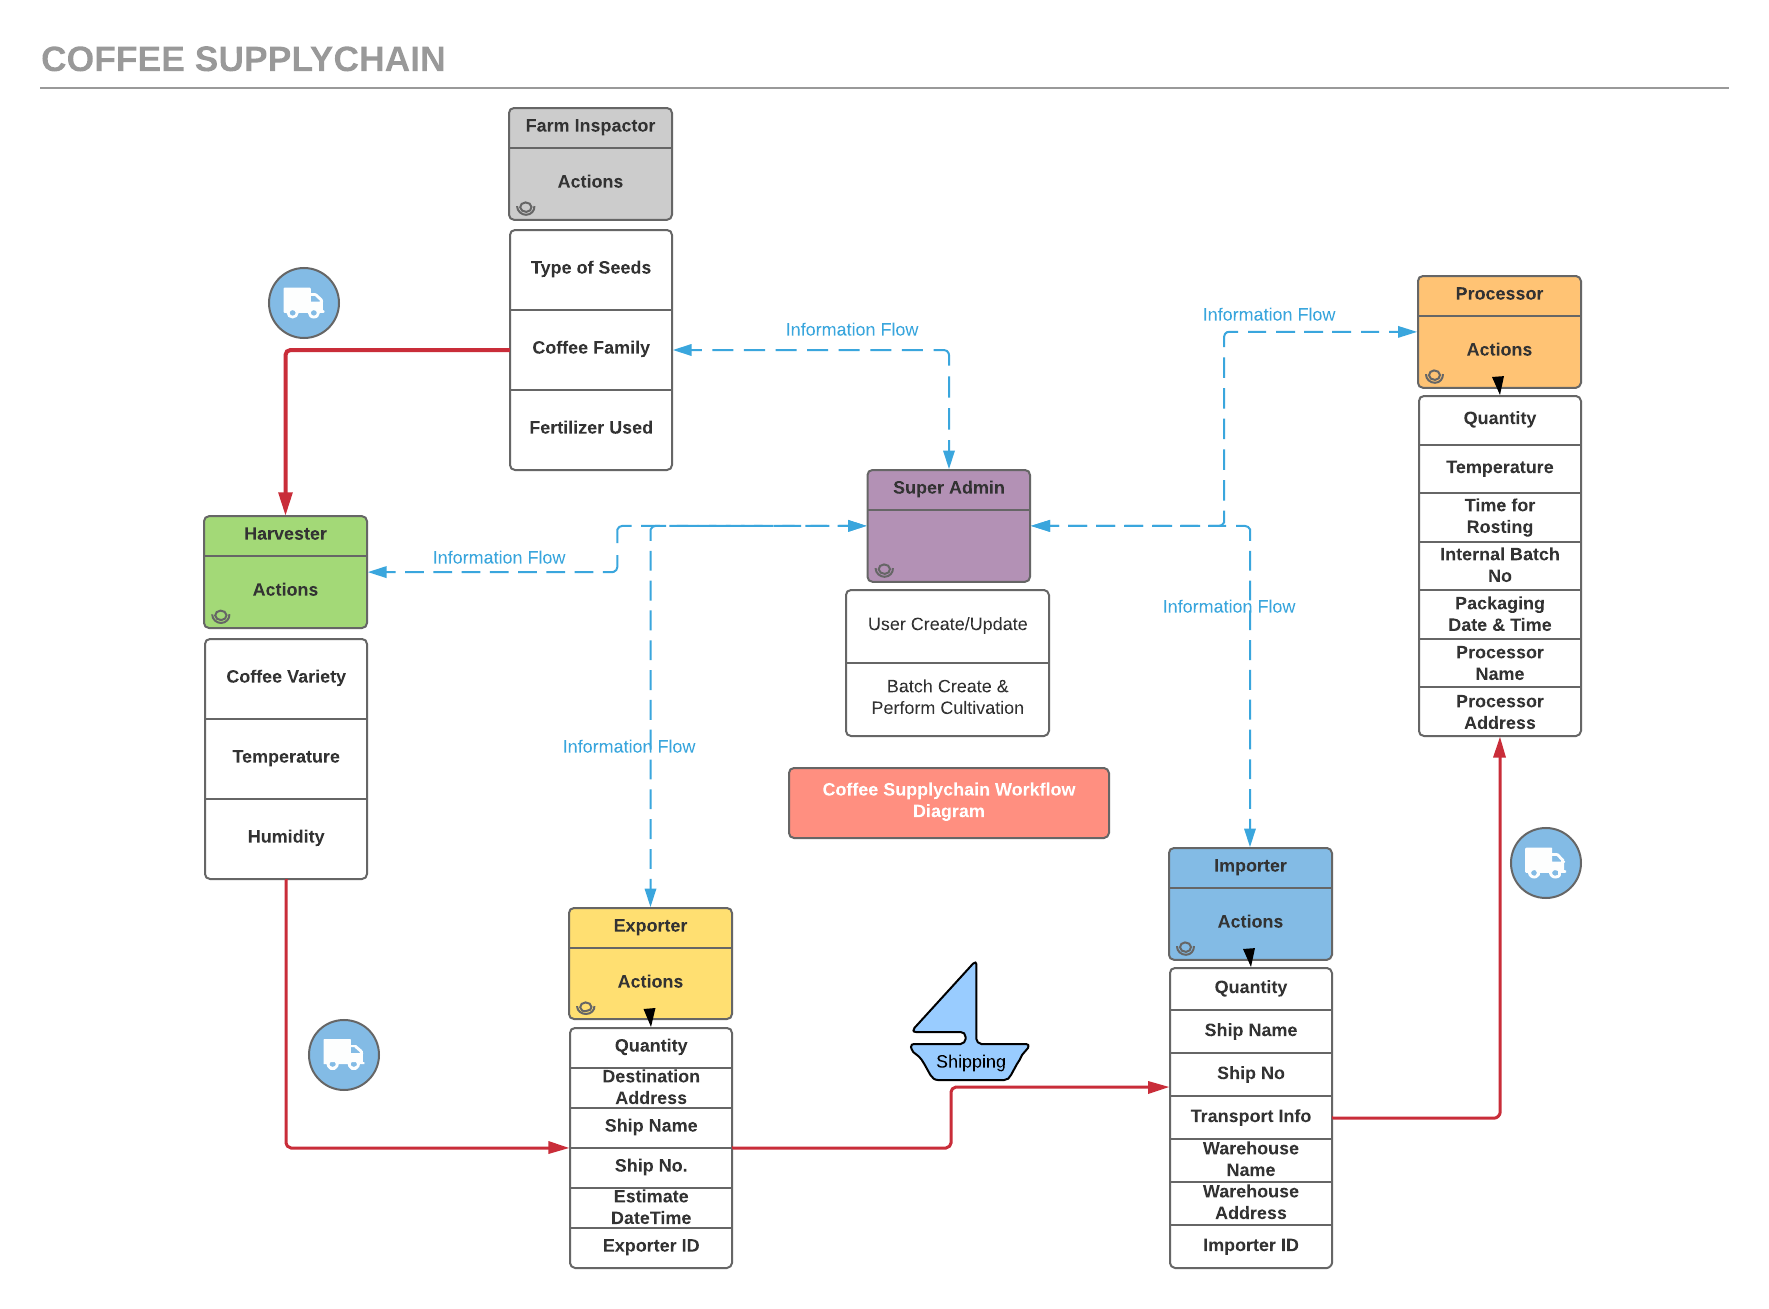 COFFEE SUPPLYCHAIN
Farm Inspactor
Actions
Type of Seeds
Coffee Family
Fertilizer Used
Information Flow
Information Flow
Processor
Actions
Quantity
Temperature
Time for
Rosting
Internal Batch
No
Packaging
Date & Time
Processor
Name
Processor
Address
Super Admin
User Create/Update
Batch Create &
Perform Cultivation
Harvester
Actions
Coffee Variety
Temperature
Humidity
Information Flow
Information Flow
Information Flow
Coffee Supplychain Workflow
Diagram
Exporter
Actions
Quantity
Destination
Address
Ship Name
Ship No.
Estimate
DateTime
Exporter ID
Shipping
Importer
Actions
Quantity
Ship Name
Ship No
Transport Info
Warehouse
Name
Warehouse
Address
Importer ID